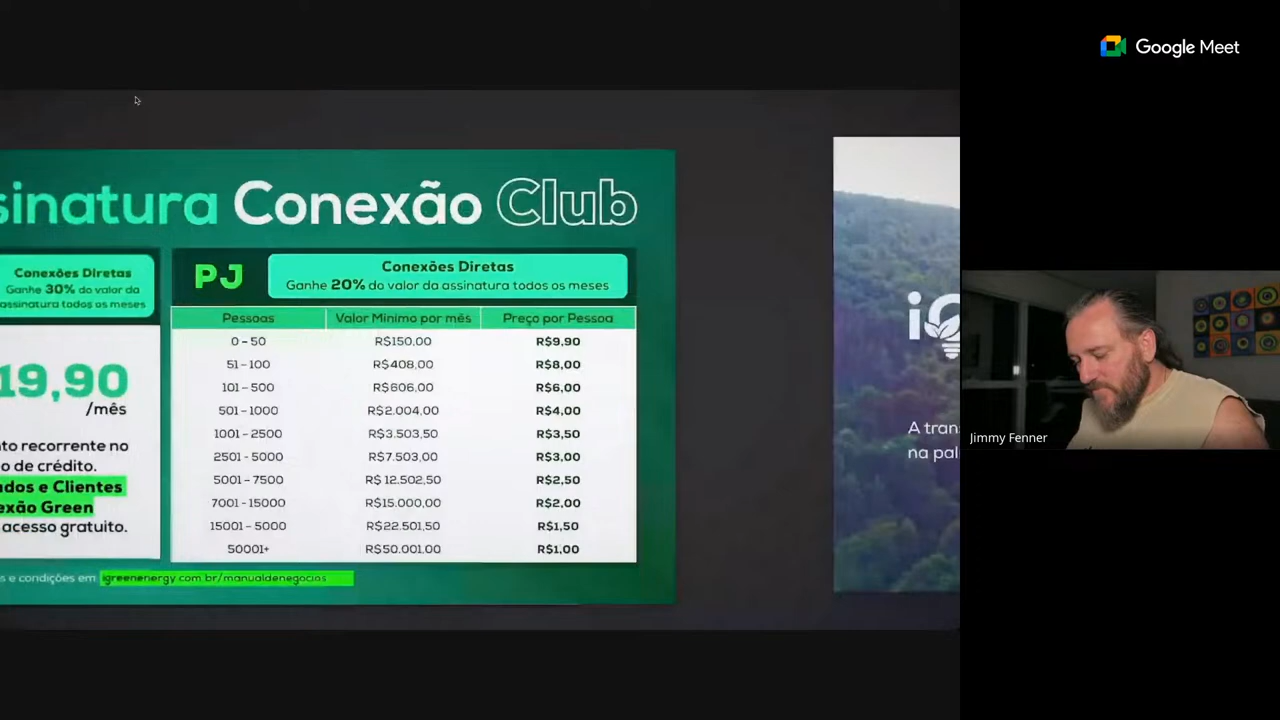 Google Meet
sinatura Conexão Club
Conexões Diretas
Ganhe 30% do valor da
assinatura todos os meses
19,90
/mês
to recorrente no
o de crédito.
dos e Clientes
exão Green
acesso gratuito.
PJ
Conexões Diretas
Ganhe 20% do valor da assinatura todos os meses
Pessoas Valor Mínimo por mês Preço por Pessoa
0 - 50 R$150,00 R$9,90
51 - 100 R$408,00 R$8,00
101 - 500 R$606,00 R$6,00
501 - 1000 R$2.004,00 R$4,00
1001 - 2500 R$3.503,50 R$3,50
2501 - 5000 R$7.503,00 R$3,00
5001 - 7500 R$ 12.502,50 R$2,50
7001 - 15000 R$15.000,00 R$2,00
15001 - 5000 R$22.501,50 R$1,50
50001+ R$50.001,00 R$1,00
s e condições em igreenenergy.com.br/manualdenegocios
iG
A tran
na pal
Jimmy Fenner